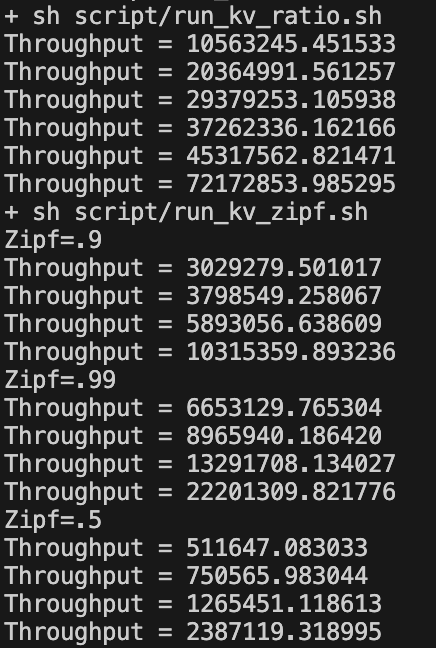 + sh script/run_kv_ratio.sh
Throughput = 10563245.451533
Throughput = 20364991.561257
Throughput = 29379253.105938
Throughput = 37262336.162166
Throughput = 45317562.821471
Throughput = 72172853.985295
+ sh script/run_kv_zipf.sh
Zipf=.9
Throughput = 3029279.501017
Throughput = 3798549.258067
Throughput = 5893056.638609
Throughput = 10315359.893236
Zipf=.99
Throughput = 6653129.765304
Throughput = 8965940.186420
Throughput = 13291708.134027
Throughput = 22201309.821776
Zipf=.5
Throughput = 511647.083033
Throughput = 750565.983044
Throughput = 1265451.118613
Throughput = 2387119.318995